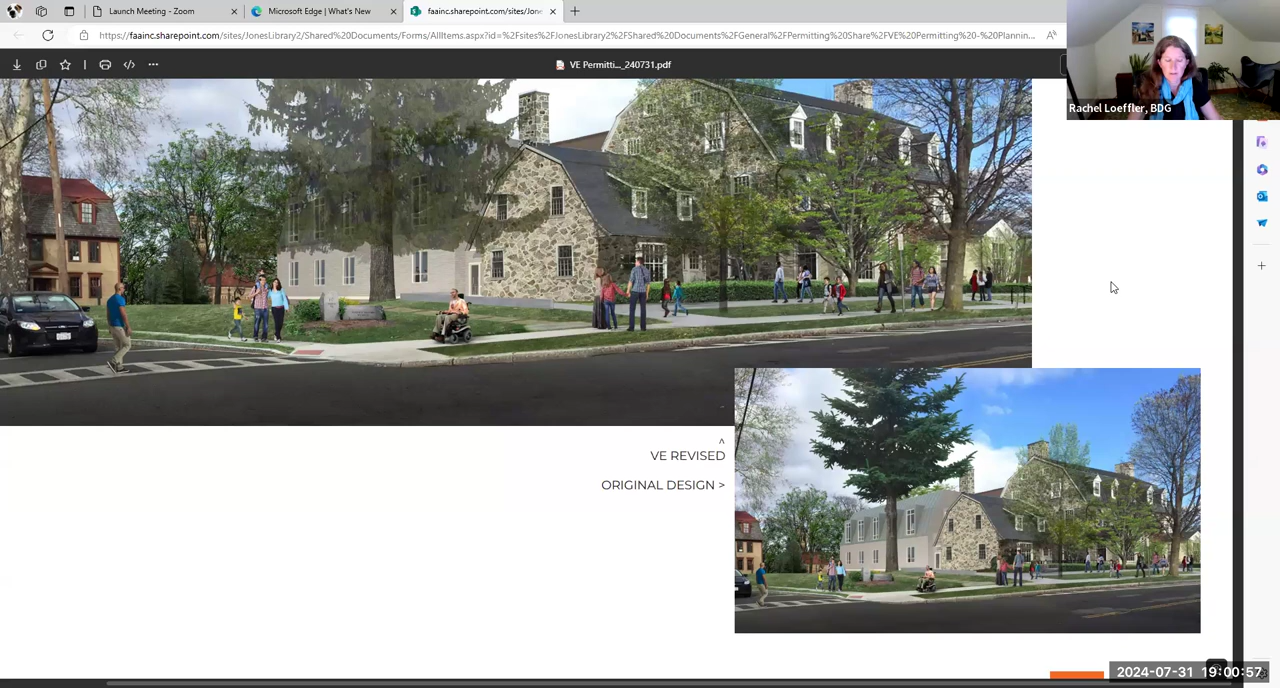 Launch Meeting - Zoom
Microsoft Edge | What's New
faainc.sharepoint.com/sites/Jone
https://faainc.sharepoint.com/sites/JonesLibrary2/Shared%20Documents/Forms/AllItems.aspx?id=%2Fsites%2FJonesLibrary2%2FShared%20Documents%2FGeneral%2FPermitting%20Share%2FVE%20Permitting%20-%20Plannin...
VE Permitti..._240731.pdf
Rachel Loeffler, BDG
^
VE REVISED
ORIGINAL DESIGN >
2024-07-31 19:00:57